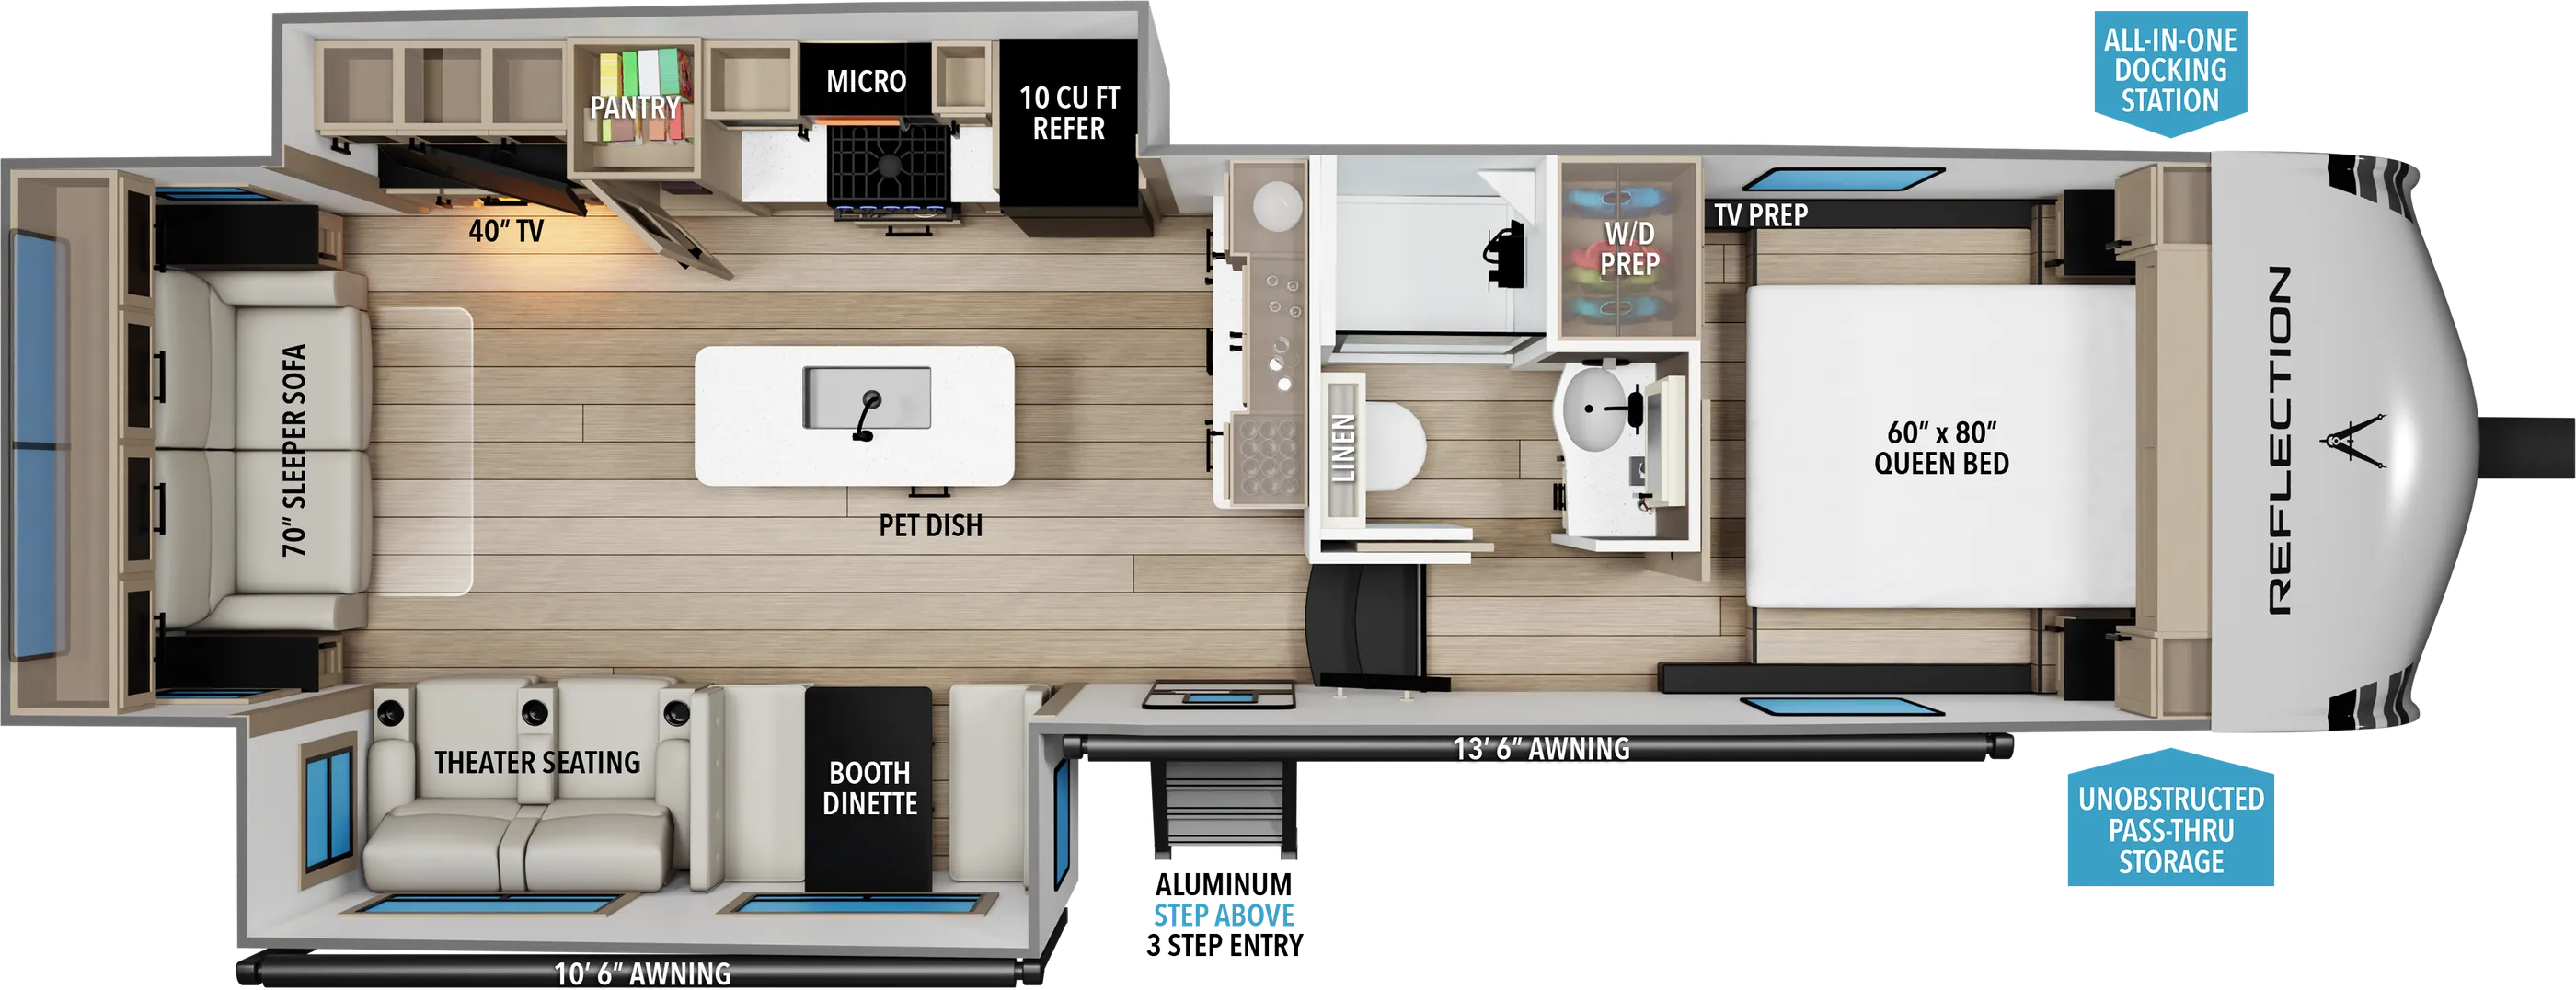 ALL-IN-ONE
DOCKING
STATION
MICRO
PANTRY
10 CU FT
REFER
40" TV
W/D
PREP
TV PREP
70" SLEEPER SOFA
LINEN
60" x 80"
QUEEN BED
REFLECTION
PET DISH
THEATER SEATING
BOOTH
DINETTE
13' 6" AWNING
UNOBSTRUCTED
PASS-THRU
STORAGE
ALUMINUM
STEP ABOVE
3 STEP ENTRY
10' 6" AWNING